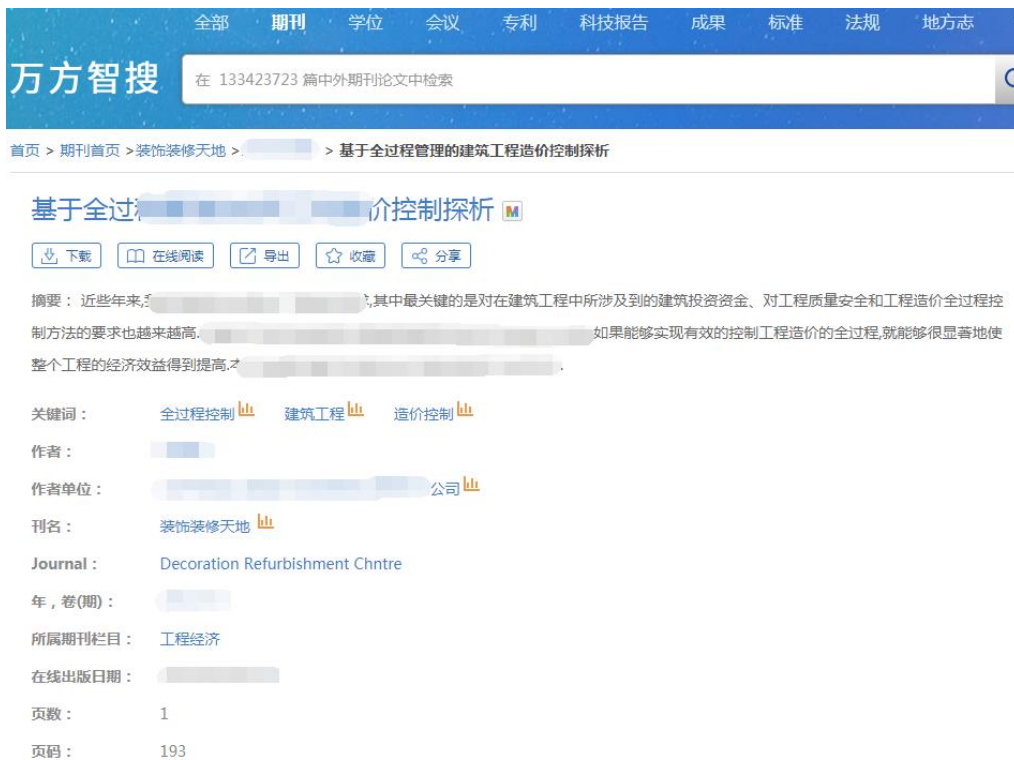 全部 期刊 学位 会议 专利 科技报告 成果 标准 法规 地方志
万方智搜
在 133423723 篇中外期刊论文中检索
首页 > 期刊首页 >装饰装修天地 > > 基于全过程管理的建筑工程造价控制探析
基于全过 价控制探析 M
下载 在线阅读 导出 收藏 分享
摘要： 近些年来, ,其中最关键的是对在建筑工程中所涉及到的建筑投资资金、对工程质量安全和工程造价全过程控
制方法的要求也越来越高. 如果能够实现有效的控制工程造价的全过程,就能够很显著地使
整个工程的经济效益得到提高. .
关键词： 全过程控制 建筑工程 造价控制
作者：
作者单位： 公司
刊名： 装饰装修天地
Journal： Decoration Refurbishment Chntre
年，卷(期)：
所属期刊栏目： 工程经济
在线出版日期：
页数： 1
页码： 193